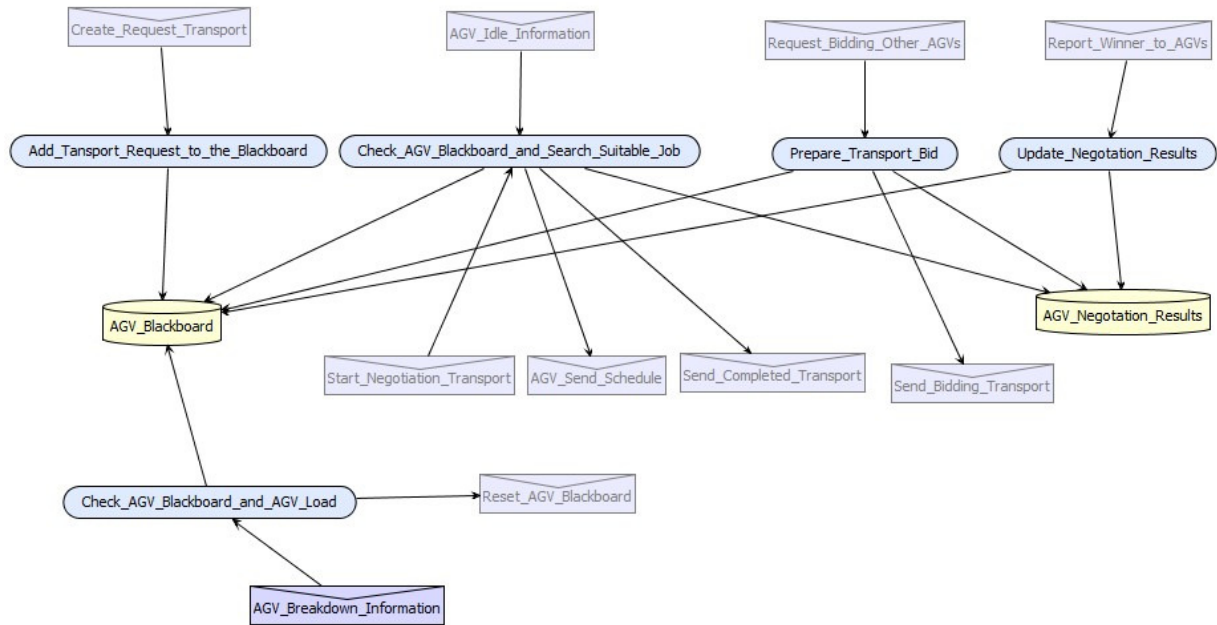 Create_Request_Transport
AGV_Idle_Information
Request_Bidding_Other_AGVs
Report_Winner_to_AGVs
Add_Tansport_Request_to_the_Blackboard
Check_AGV_Blackboard_and_Search_Suitable_Job
Prepare_Transport_Bid
Update_Negotation_Results
AGV_Blackboard
AGV_Negotation_Results
Start_Negotiation_Transport
AGV_Send_Schedule
Send_Completed_Transport
Send_Bidding_Transport
Check_AGV_Blackboard_and_AGV_Load
Reset_AGV_Blackboard
AGV_Breakdown_Information